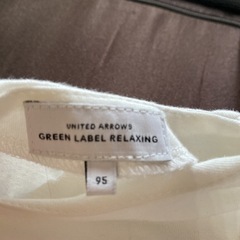 UNITED ARROWS
GREEN LABEL RELAXING
95